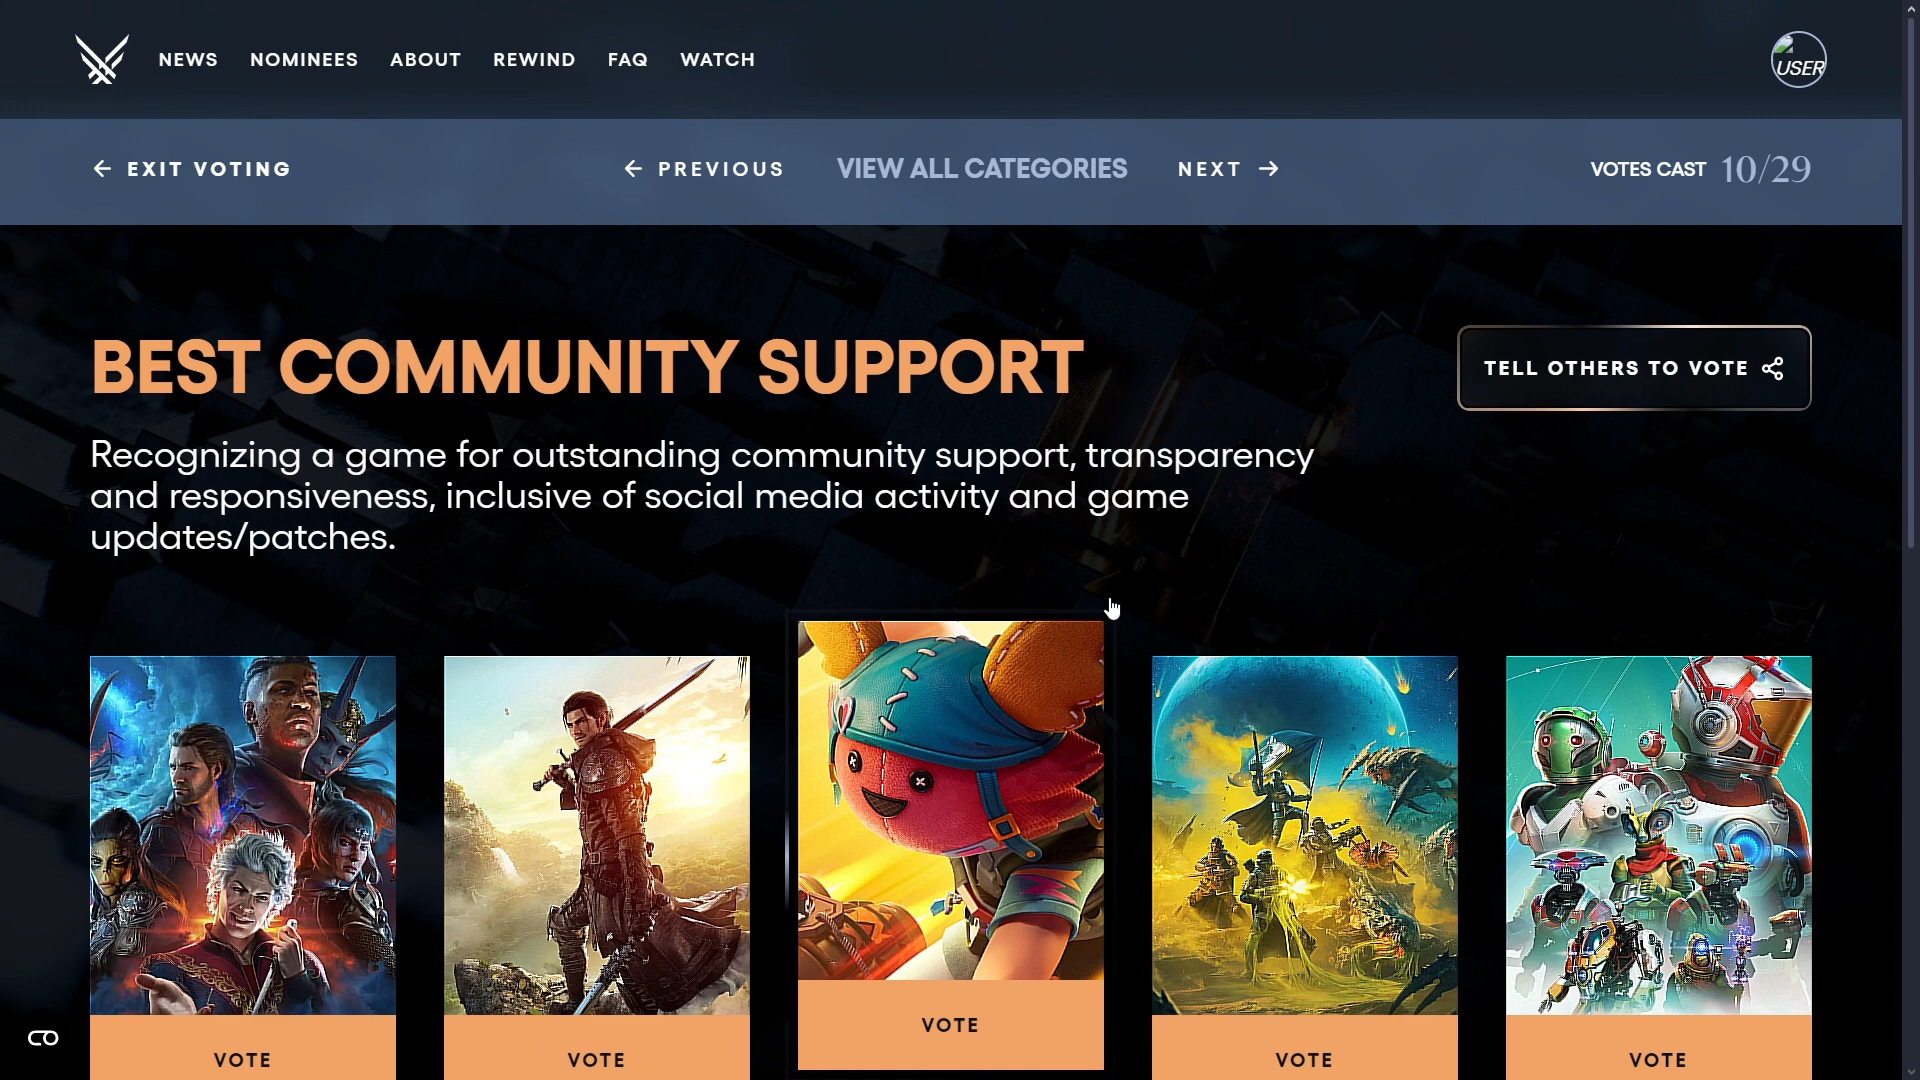 NEWS NOMINEES ABOUT REWIND FAQ WATCH USER
EXIT VOTING PREVIOUS VIEW ALL CATEGORIES NEXT VOTES CAST 10/29
BEST COMMUNITY SUPPORT
TELL OTHERS TO VOTE
Recognizing a game for outstanding community support, transparency
and responsiveness, inclusive of social media activity and game
updates/patches.
VOTE
VOTE
VOTE
VOTE
VOTE